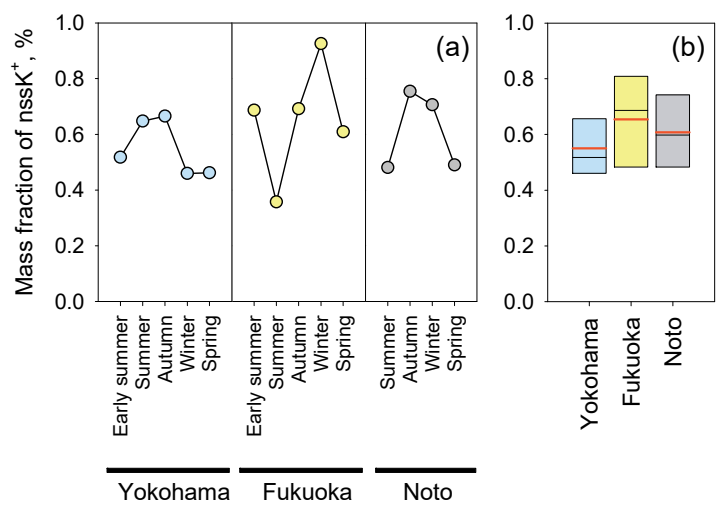 Mass fraction of nssK⁺, %
1.0
0.8
0.6
0.4
0.2
0.0
(a)
Early summer
Summer
Autumn
Winter
Spring
Early summer
Summer
Autumn
Winter
Spring
Summer
Autumn
Winter
Spring
Yokohama
Fukuoka
Noto
1.0
0.8
0.6
0.4
0.2
0.0
(b)
Yokohama
Fukuoka
Noto